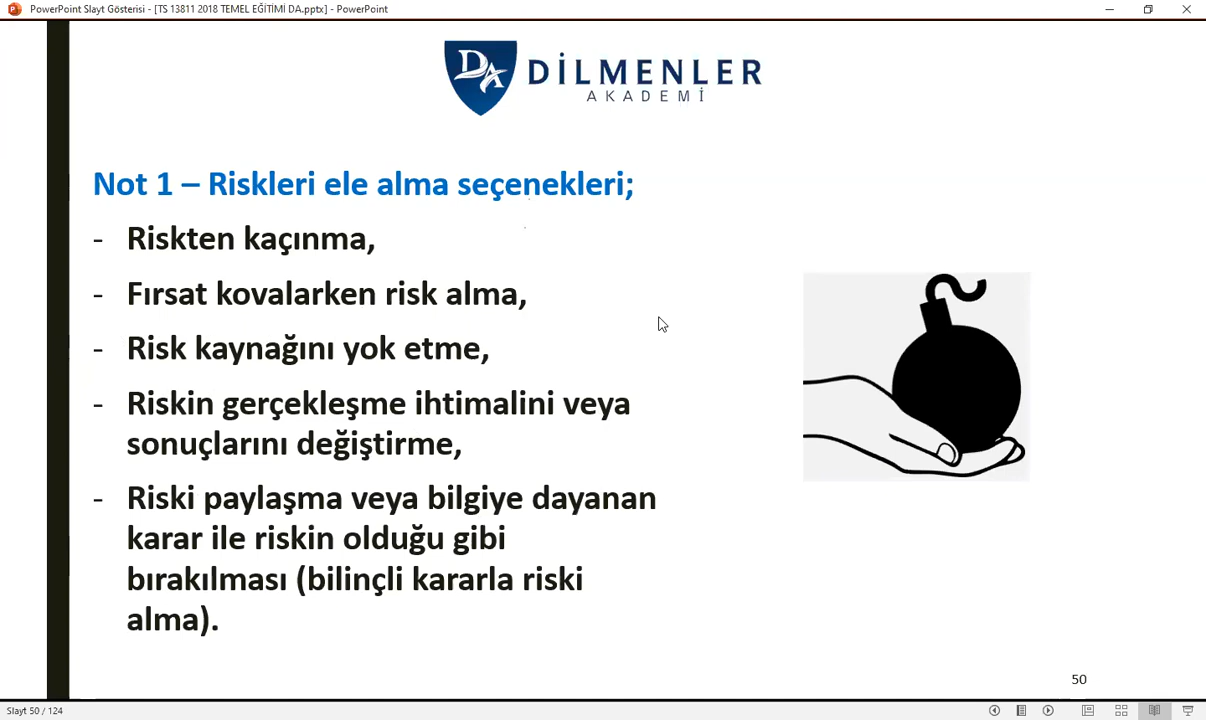 PowerPoint Slayt Gösterisi - [TS 13811 2018 TEMEL EĞİTİMİ DA.pptx] - PowerPoint
DA DİLMENLER
AKADEMİ
Not 1 – Riskleri ele alma seçenekleri;
- Riskten kaçınma,
- Fırsat kovalarken risk alma,
- Risk kaynağını yok etme,
- Riskin gerçekleşme ihtimalini veya
sonuçlarını değiştirme,
- Riski paylaşma veya bilgiye dayanan
karar ile riskin olduğu gibi
bırakılması (bilinçli kararla riski
alma).
50
Slayt 50 / 124